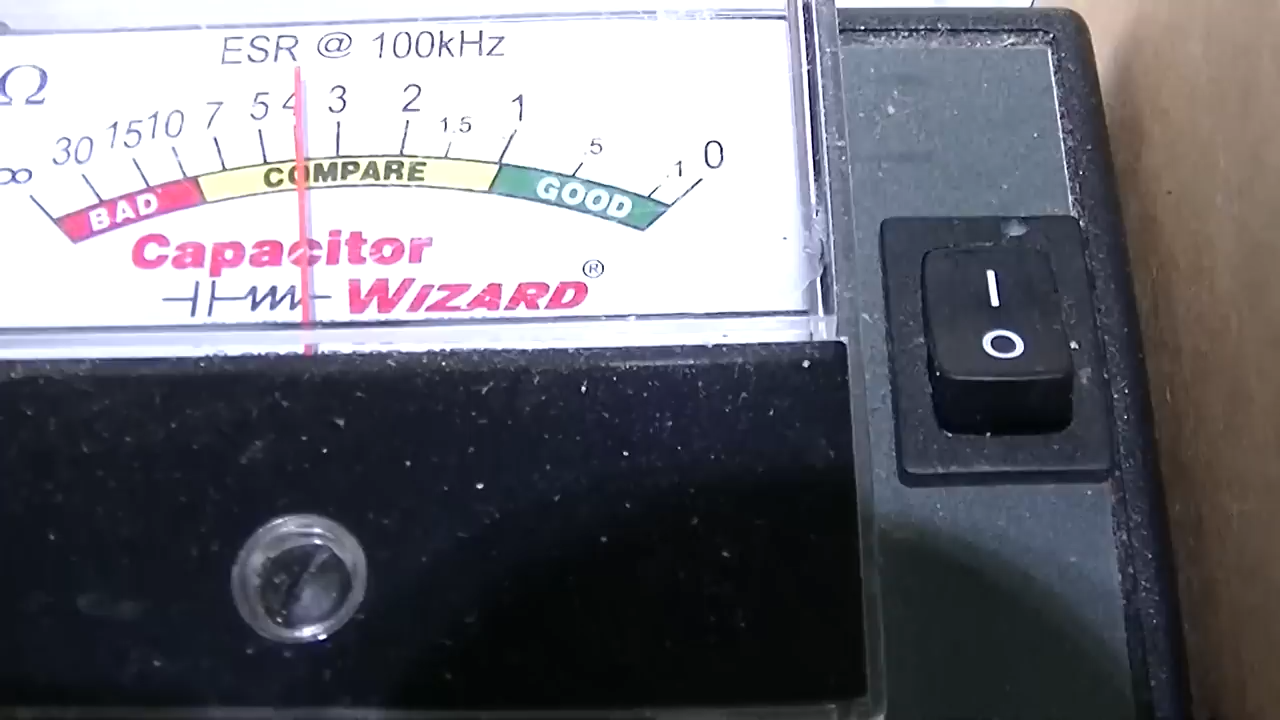 ESR @ 100kHz
Ω
∞ 30 15 10 7 5 4 3 2 1.5 1 .5 .1 0
BAD COMPARE GOOD
Capacitor
WIZARD®
I
O